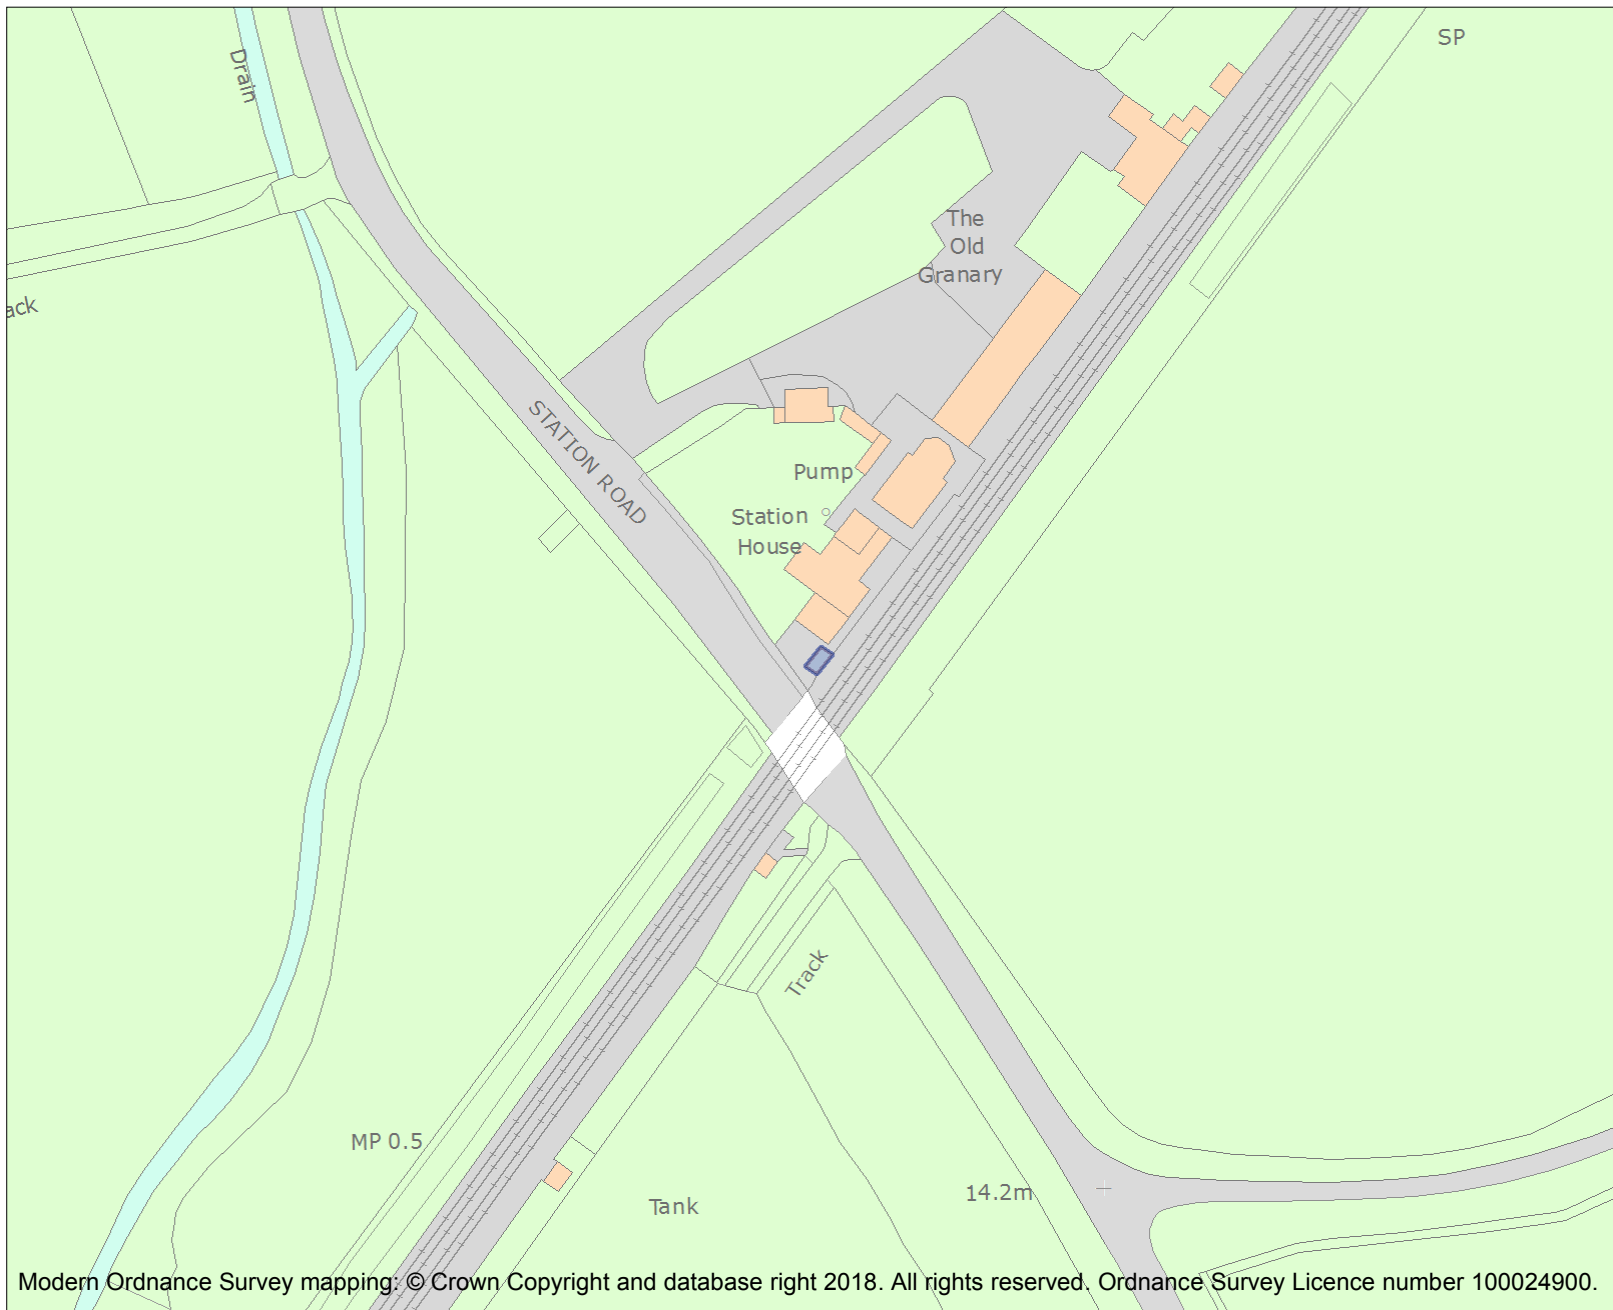 SP
Drain
The
Old
Granary
ack
STATION ROAD
Pump
Station
House
Track
MP 0.5
14.2m
Tank
Modern Ordnance Survey mapping: © Crown Copyright and database right 2018. All rights reserved. Ordnance Survey Licence number 100024900.